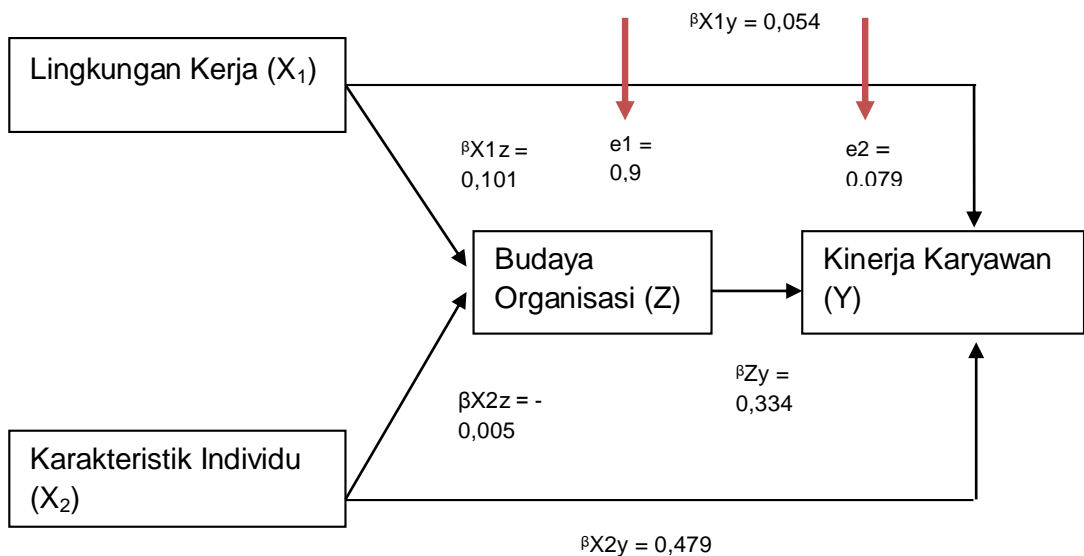 ᵝX1y = 0,054
Lingkungan Kerja (X₁)
ᵝX1z =
0,101
e1 =
0,9
e2 =
0.079
Budaya
Organisasi (Z)
Kinerja Karyawan
(Y)
ᵝZy =
0,334
βX2z = -
0,005
Karakteristik Individu
(X₂)
ᵝX2y = 0,479